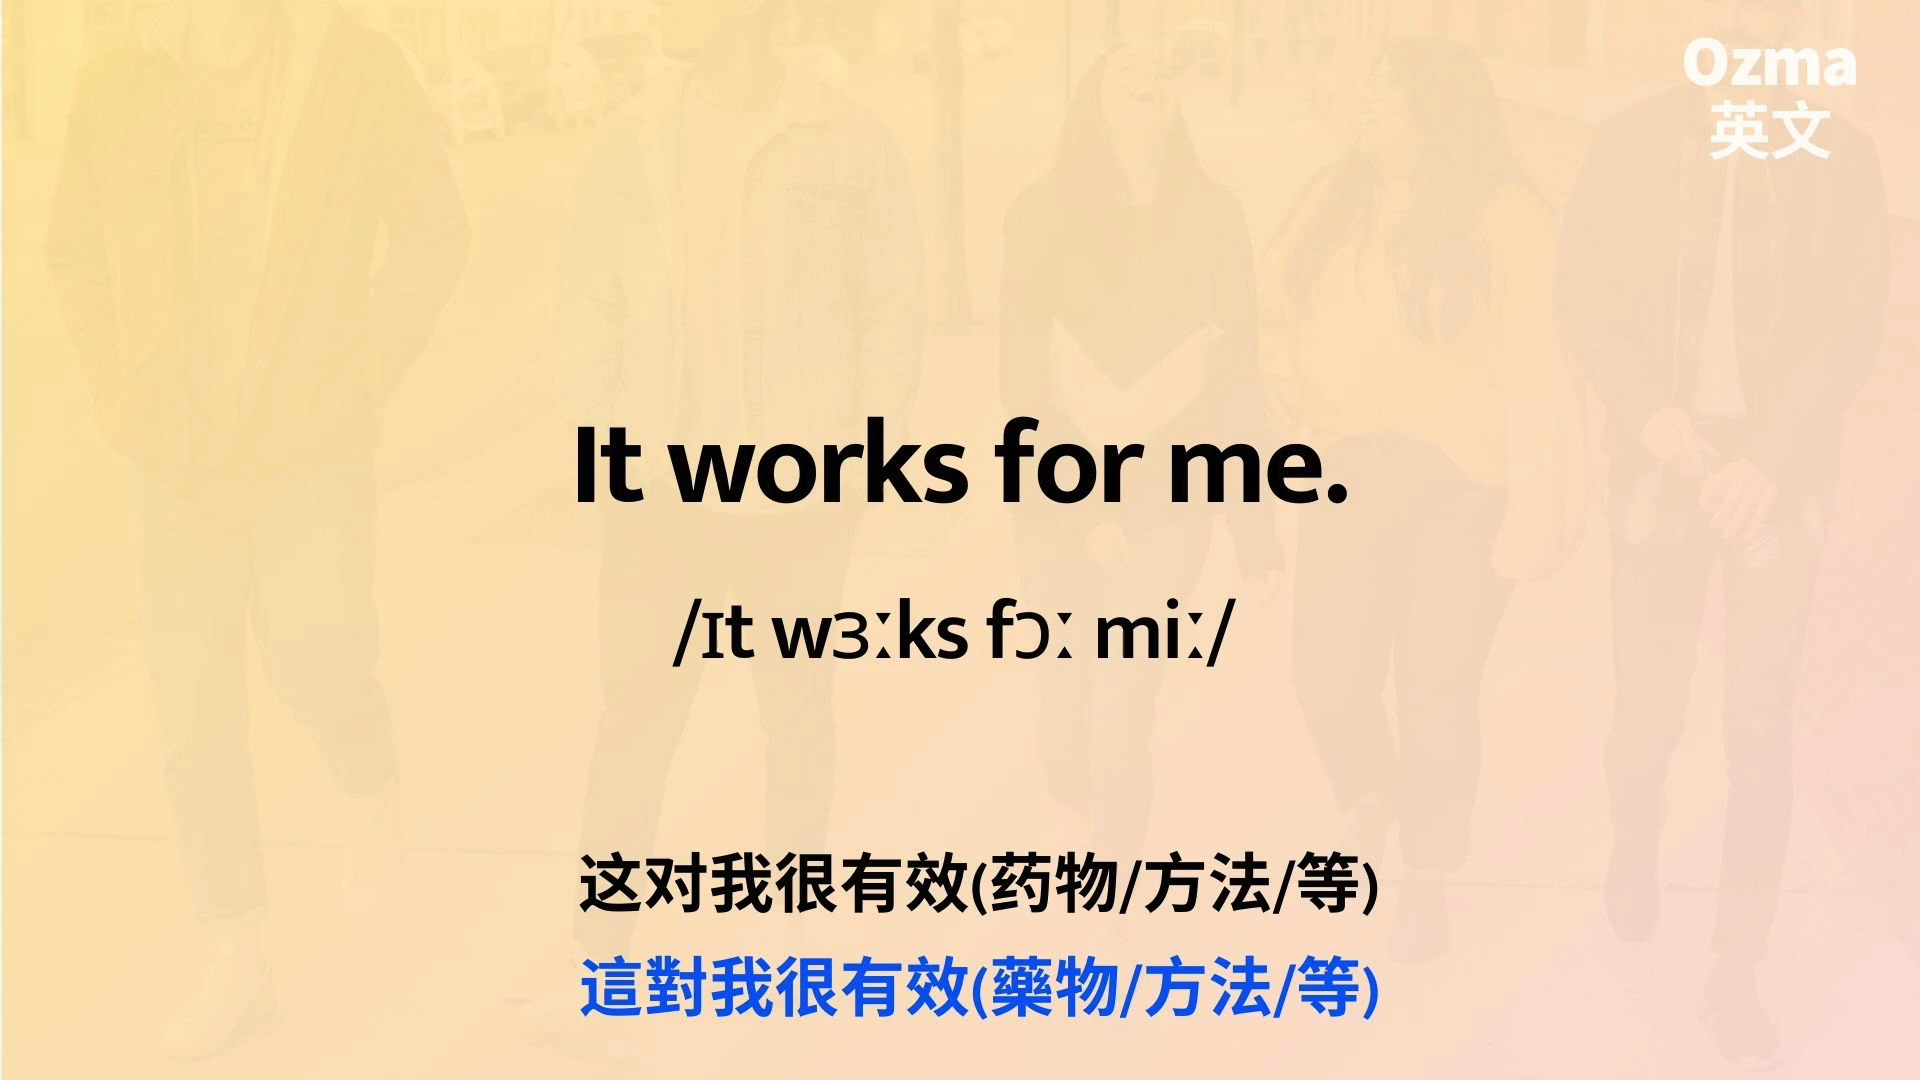 Ozma
英文
It works for me.
/ɪt wɜːks fɔː miː/
这对我很有效(药物/方法/等)
這對我很有效(藥物/方法/等)